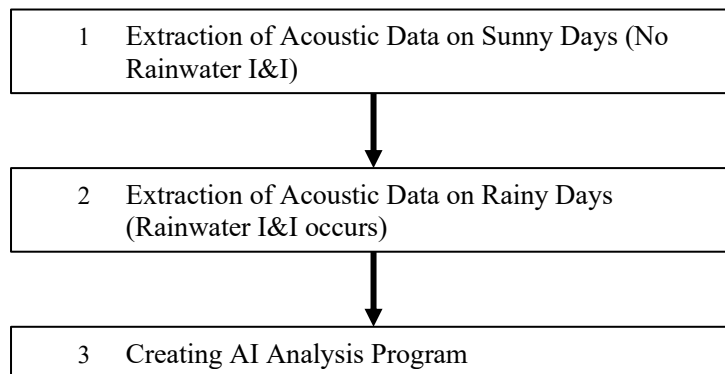 1 Extraction of Acoustic Data on Sunny Days (No
Rainwater I&I)
2 Extraction of Acoustic Data on Rainy Days
(Rainwater I&I occurs)
3 Creating AI Analysis Program